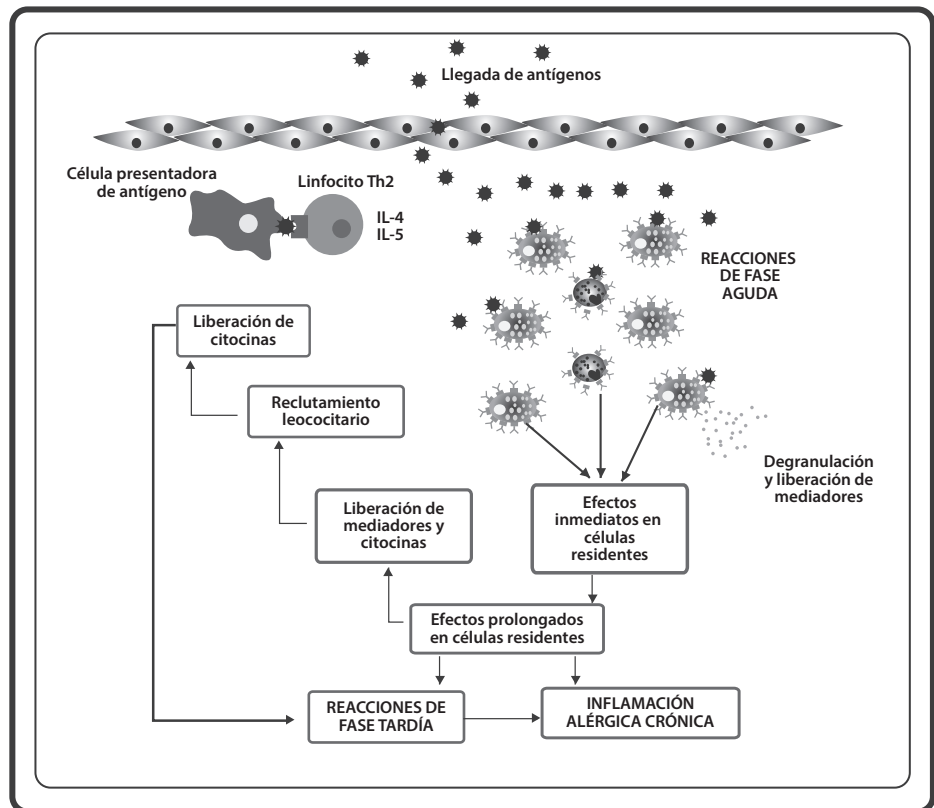 Llegada de antígenos
Célula presentadora
de antígeno
Linfocito Th2
IL-4
IL-5
REACCIONES
DE FASE
AGUDA
Liberación de
citocinas
Reclutamiento
leococitario
Degranulación
y liberación de
mediadores
Liberación de
mediadores y
citocinas
Efectos
inmediatos en
células
residentes
Efectos prolongados
en células residentes
REACCIONES DE
FASE TARDÍA
INFLAMACIÓN
ALÉRGICA CRÓNICA